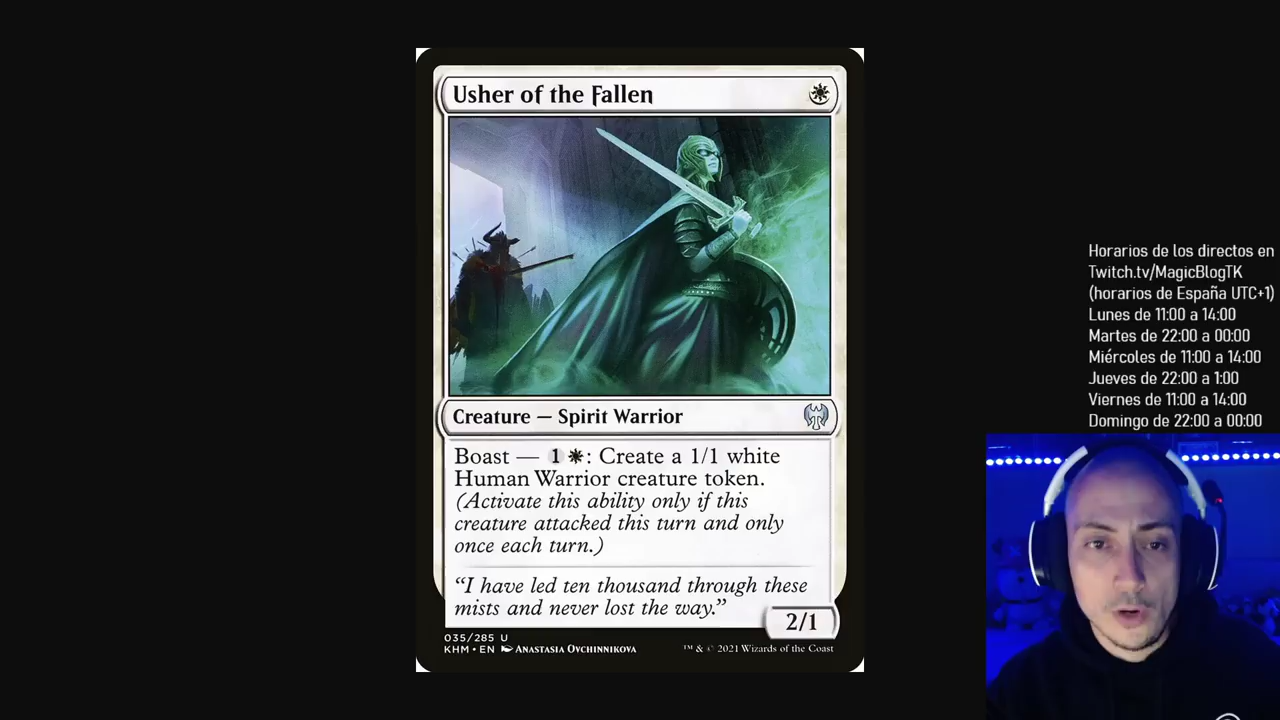 Usher of the Fallen
Creature — Spirit Warrior
Boast — 1 : Create a 1/1 white
Human Warrior creature token.
(Activate this ability only if this
creature attacked this turn and only
once each turn.)
“I have led ten thousand through these
mists and never lost the way.”
2/1
035/285 U
KHM • EN Anastasia Ovchinnikova
™ & © 2021 Wizards of the Coast
Horarios de los directos en
Twitch.tv/MagicBlogTK
(horarios de España UTC+1)
Lunes de 11:00 a 14:00
Martes de 22:00 a 00:00
Miércoles de 11:00 a 14:00
Jueves de 22:00 a 1:00
Viernes de 11:00 a 14:00
Domingo de 22:00 a 00:00